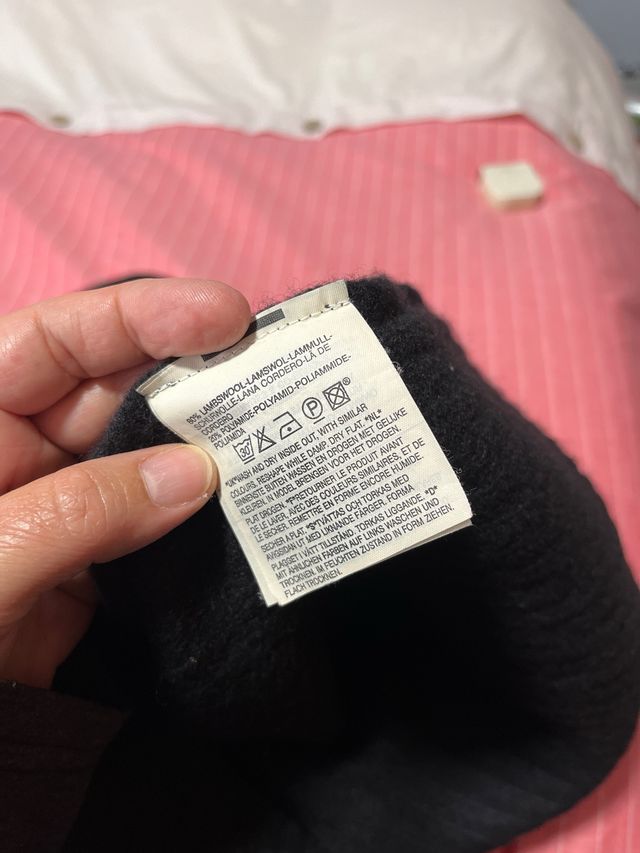 80% LAMBSWOOL-LAMSWOL-LAMMULL-
SCHURWOLLE-LANA CORDERO-LÃ DE
CORDEIRO
20% POLYAMIDE-POLYAMID-POLIAMMIDE-
POLIAMIDA
30° P
*UK*WASH AND DRY INSIDE OUT, WITH SIMILAR
COLOURS. RESHAPE WHILE DAMP. DRY FLAT. *NL*
BINNENSTE BUITEN WASSEN EN DROGEN MET GELIJKE
KLEUREN, IN MODEL BRENGEN VOOR HET DROGEN.
PLAT DROGEN. *F*RETOURNER LE PRODUIT AVANT
LE LAVER, AVEC DES COULEURS SIMILAIRES, ET DE
LE SÉCHER. REMETTRE EN FORME ENCORE HUMIDE.
SÉCHER A PLAT. *S*TVÄTTAS OCH TORKAS MED
AVIGSIDAN UT MED LIKNANDE FÄRGER. FORMA
PLAGGET I VÅTT TILLSTÅND. TORKAS LIGGANDE *D*
MIT ÄHNLICHEN FARBEN AUF LINKS WASCHEN UND
TROCKNEN, IM FEUCHTEN ZUSTAND IN FORM ZIEHEN.
FLACH TROCKNEN.